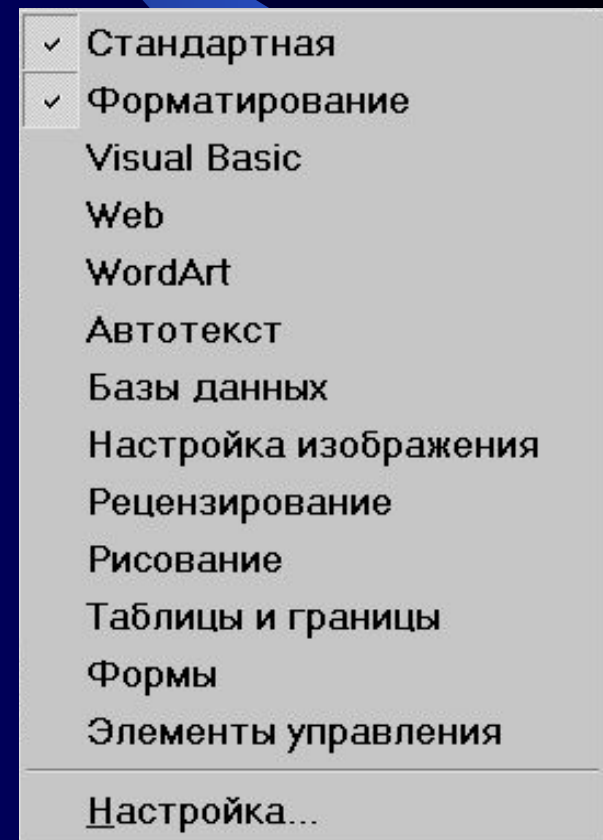 Стандартная
Форматирование
Visual Basic
Web
WordArt
Автотекст
Базы данных
Настройка изображения
Рецензирование
Рисование
Таблицы и границы
Формы
Элементы управления
Настройка...